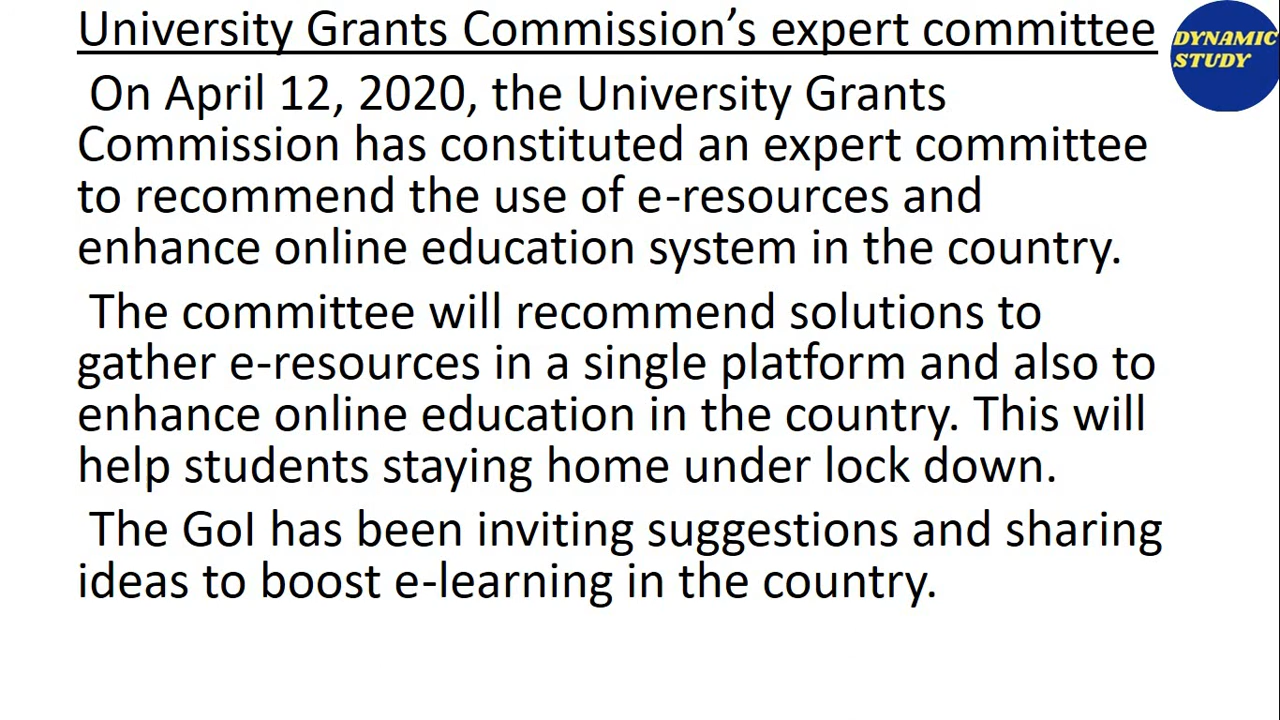 University Grants Commission’s expert committee
DYNAMIC
STUDY
On April 12, 2020, the University Grants
Commission has constituted an expert committee
to recommend the use of e-resources and
enhance online education system in the country.
The committee will recommend solutions to
gather e-resources in a single platform and also to
enhance online education in the country. This will
help students staying home under lock down.
The GoI has been inviting suggestions and sharing
ideas to boost e-learning in the country.